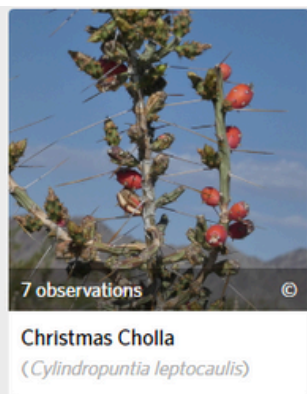 7 observations ©
Christmas Cholla
(Cylindropuntia leptocaulis)